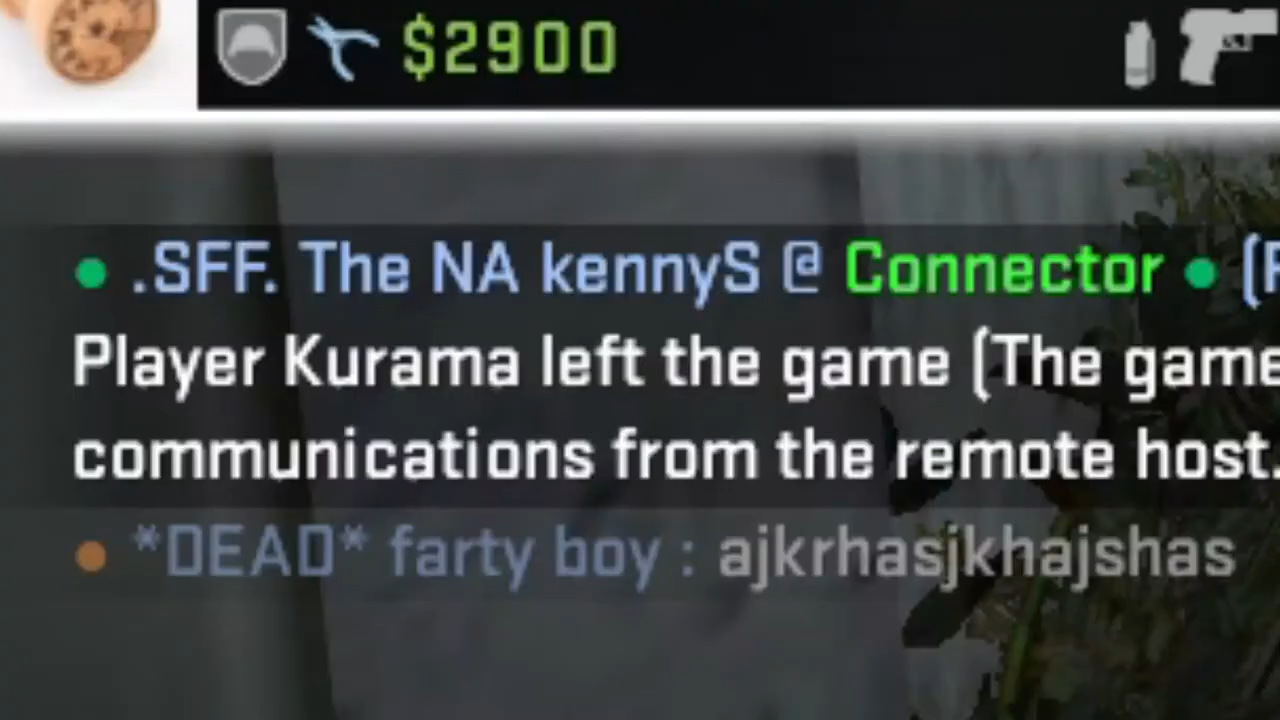 $2900
.SFF. The NA kennyS @ Connector
Player Kurama left the game (The game
communications from the remote host.
*DEAD* farty boy : ajkrhasjkhajshas